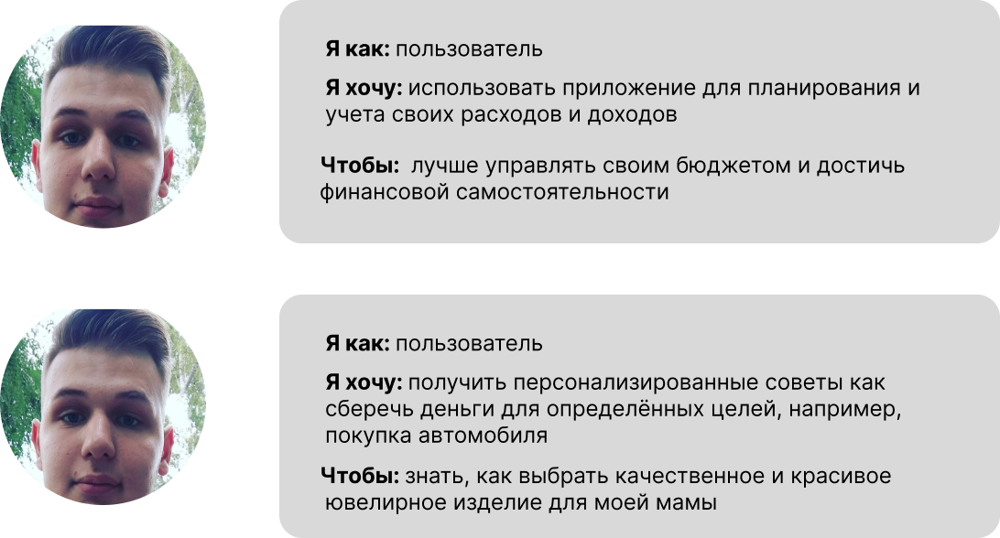 Я как: пользователь
Я хочу: использовать приложение для планирования и
учета своих расходов и доходов
Чтобы: лучше управлять своим бюджетом и достичь
финансовой самостоятельности
Я как: пользователь
Я хочу: получить персонализированные советы как
сберечь деньги для определённых целей, например,
покупка автомобиля
Чтобы: знать, как выбрать качественное и красивое
ювелирное изделие для моей мамы